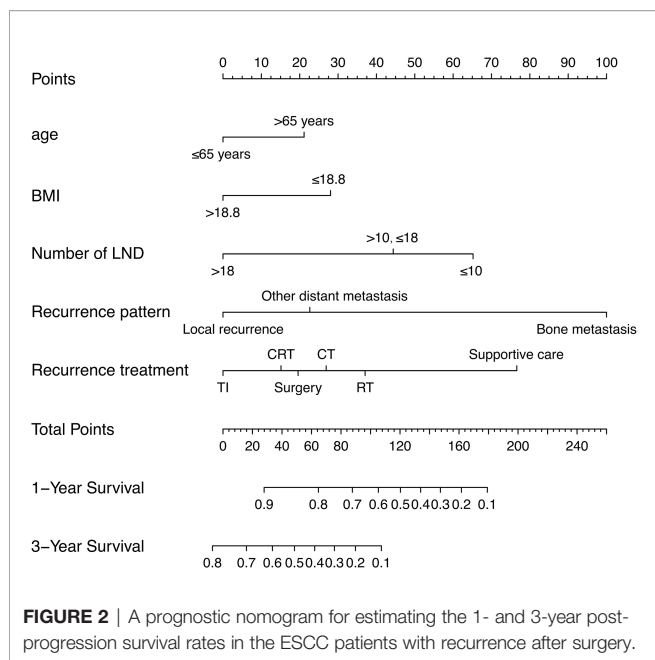 Points
0 10 20 30 40 50 60 70 80 90 100
age
>65 years
≤65 years
BMI
≤18.8
>18.8
Number of LND
>10, ≤18
>18 ≤10
Recurrence pattern
Other distant metastasis
Local recurrence Bone metastasis
Recurrence treatment
CRT CT Supportive care
TI Surgery RT
Total Points
0 20 40 60 80 120 160 200 240
1−Year Survival
0.9 0.8 0.7 0.6 0.5 0.4 0.3 0.2 0.1
3−Year Survival
0.8 0.7 0.6 0.5 0.4 0.3 0.2 0.1
FIGURE 2 | A prognostic nomogram for estimating the 1- and 3-year post-
progression survival rates in the ESCC patients with recurrence after surgery.